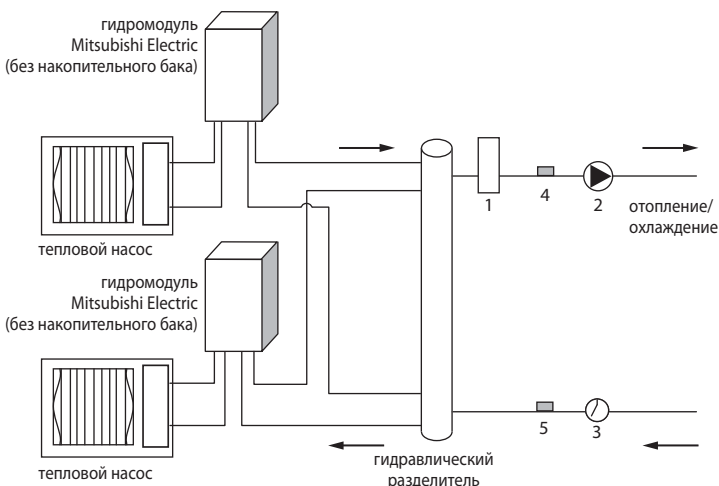 гидромодуль
Mitsubishi Electric
(без накопительного бака)
тепловой насос
гидромодуль
Mitsubishi Electric
(без накопительного бака)
тепловой насос
1
4
2
отопление/
охлаждение
5
3
гидравлический
разделитель